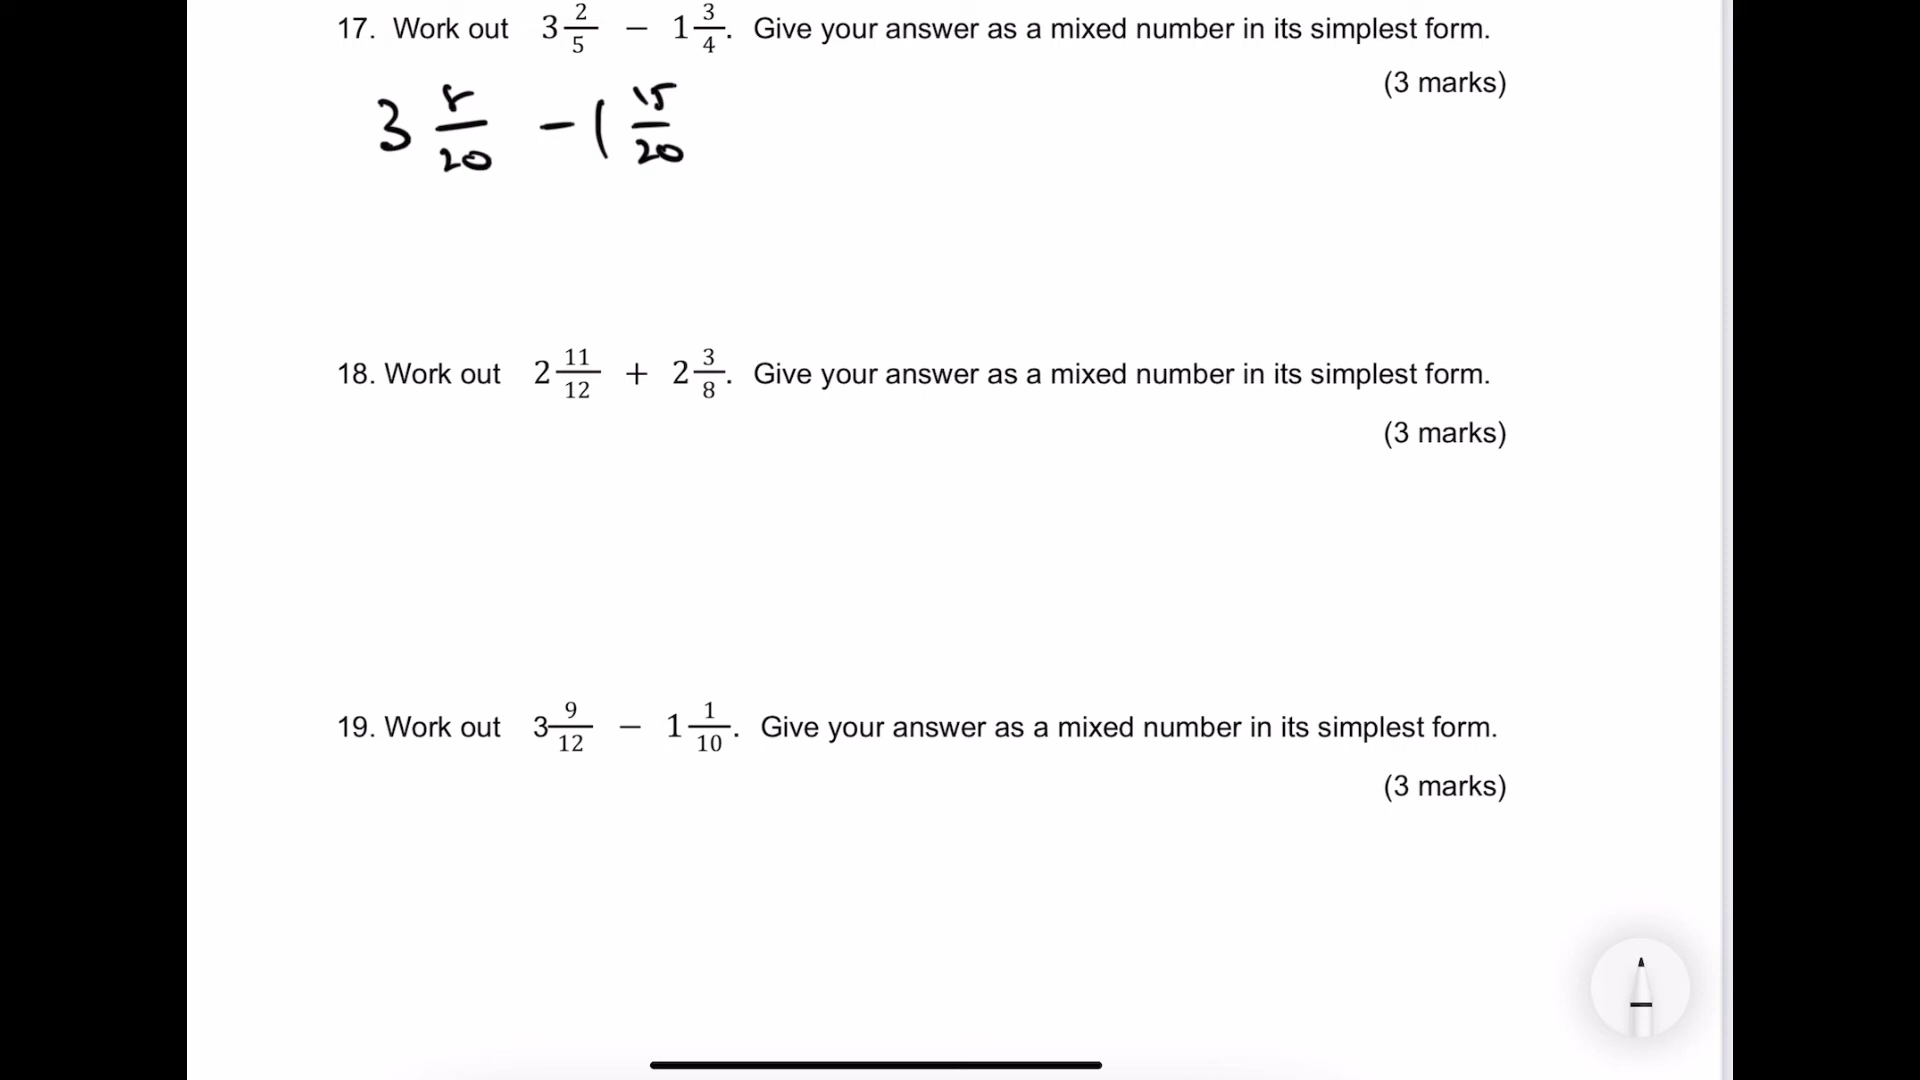 17. Work out 3 2/5 − 1 3/4. Give your answer as a mixed number in its simplest form.
(3 marks)
3 8/20 − 1 15/20
18. Work out 2 11/12 + 2 3/8. Give your answer as a mixed number in its simplest form.
(3 marks)
19. Work out 3 9/12 − 1 1/10. Give your answer as a mixed number in its simplest form.
(3 marks)